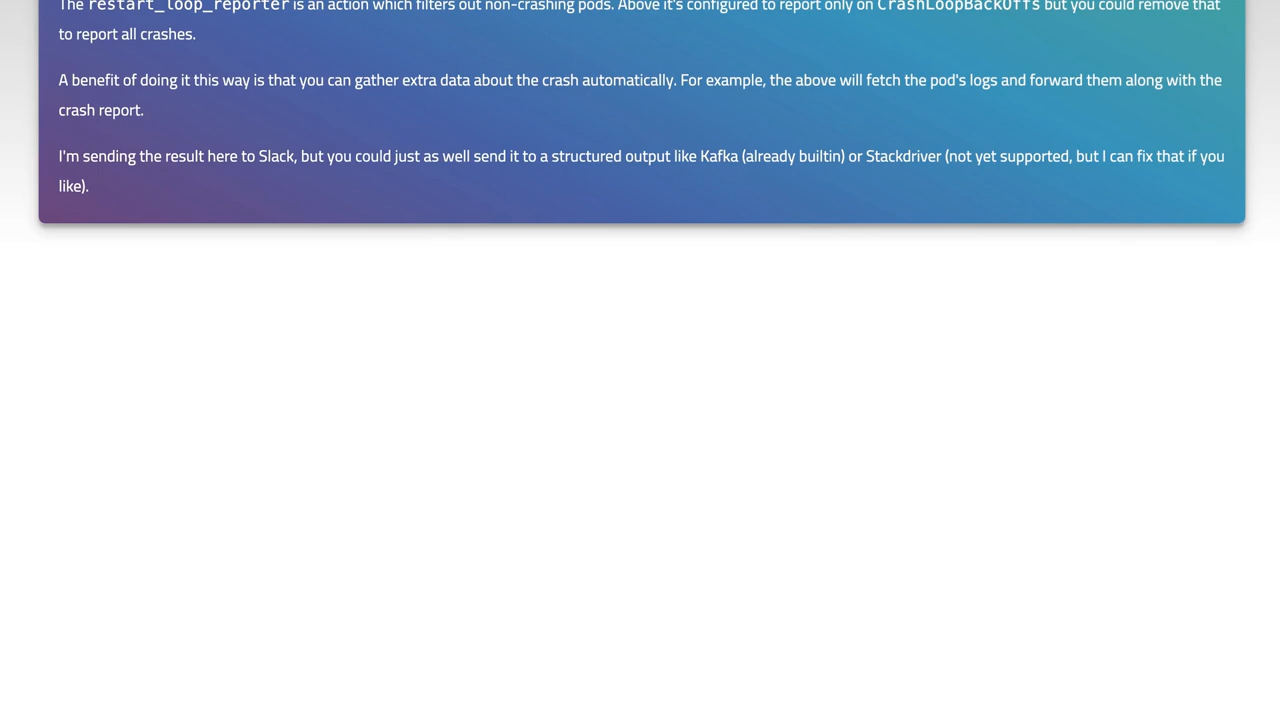 The restart_loop_reporter is an action which filters out non-crashing pods. Above it's configured to report only on CrashLoopBackOffs but you could remove that
to report all crashes.
A benefit of doing it this way is that you can gather extra data about the crash automatically. For example, the above will fetch the pod's logs and forward them along with the
crash report.
I'm sending the result here to Slack, but you could just as well send it to a structured output like Kafka (already builtin) or Stackdriver (not yet supported, but I can fix that if you
like).